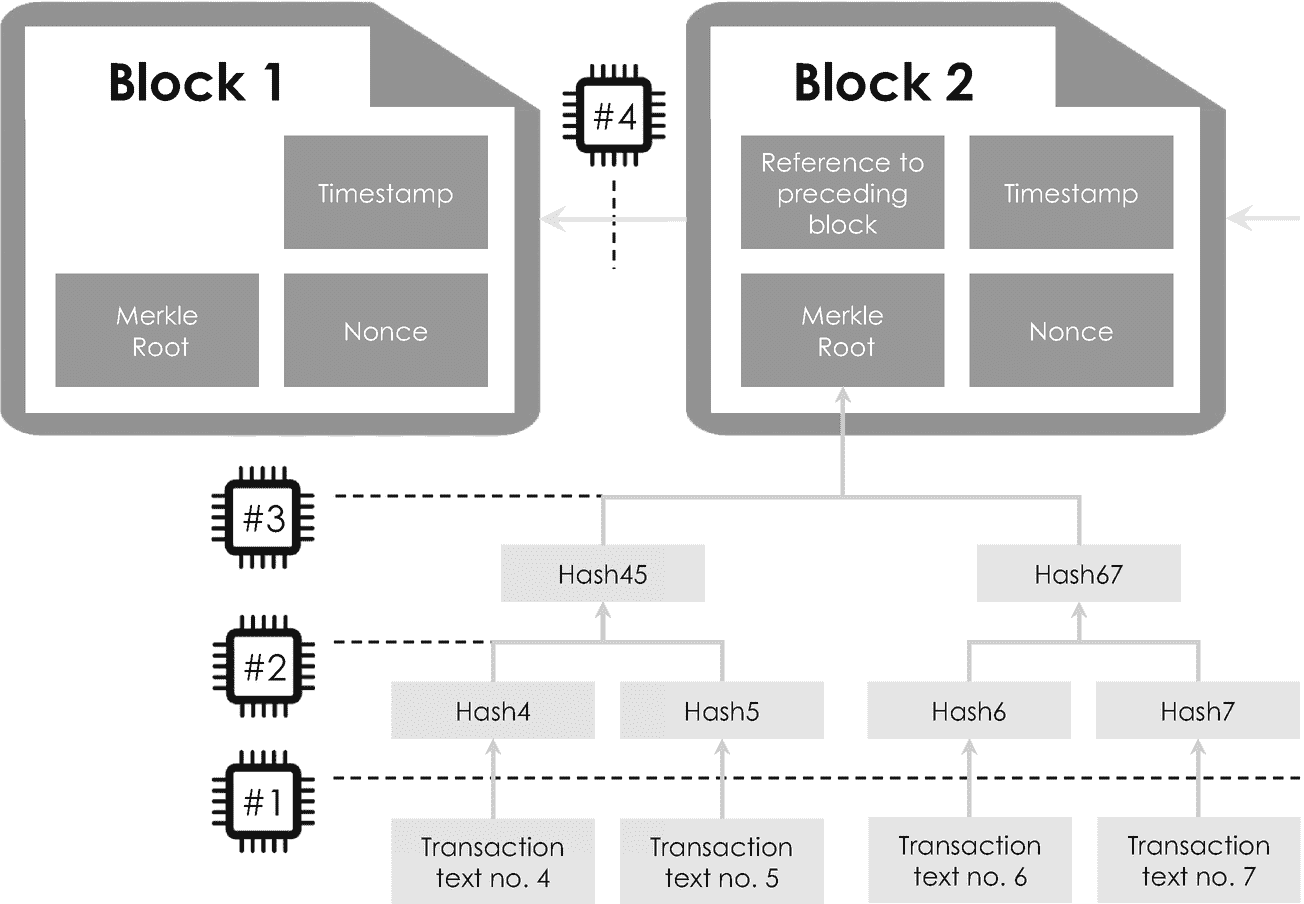 Block 1
Timestamp
Merkle
Root
Nonce
#4
Block 2
Reference to
preceding
block
Timestamp
Merkle
Root
Nonce
#3
Hash45
Hash67
#2
Hash4
Hash5
Hash6
Hash7
#1
Transaction
text no. 4
Transaction
text no. 5
Transaction
text no. 6
Transaction
text no. 7